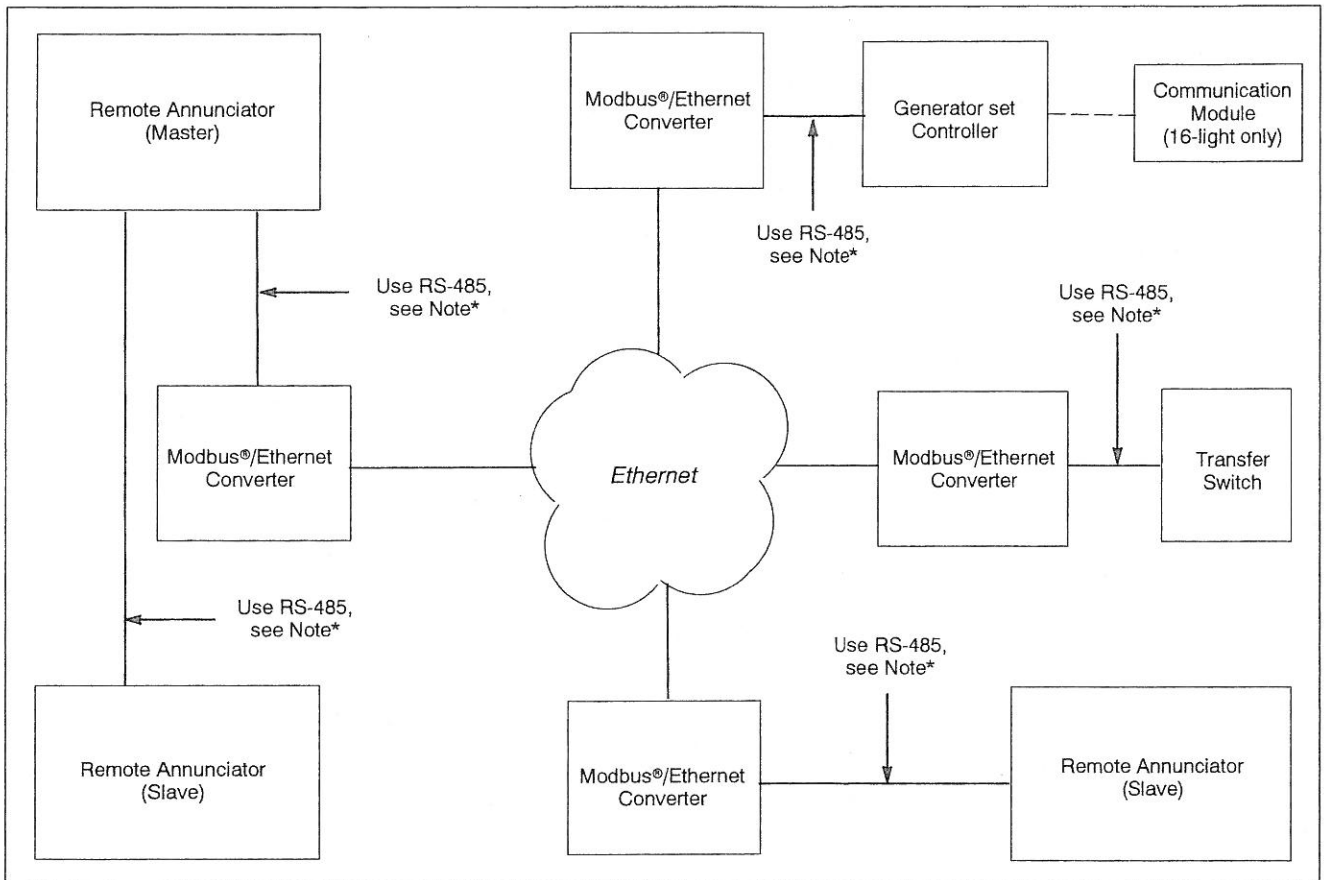 Remote Annunciator
(Master)
Modbus®/Ethernet
Converter
Generator set
Controller
Communication
Module
(16-light only)
Use RS-485,
see Note*
Use RS-485,
see Note*
Use RS-485,
see Note*
Modbus®/Ethernet
Converter
Ethernet
Modbus®/Ethernet
Converter
Transfer
Switch
Use RS-485,
see Note*
Use RS-485,
see Note*
Remote Annunciator
(Slave)
Modbus®/Ethernet
Converter
Remote Annunciator
(Slave)